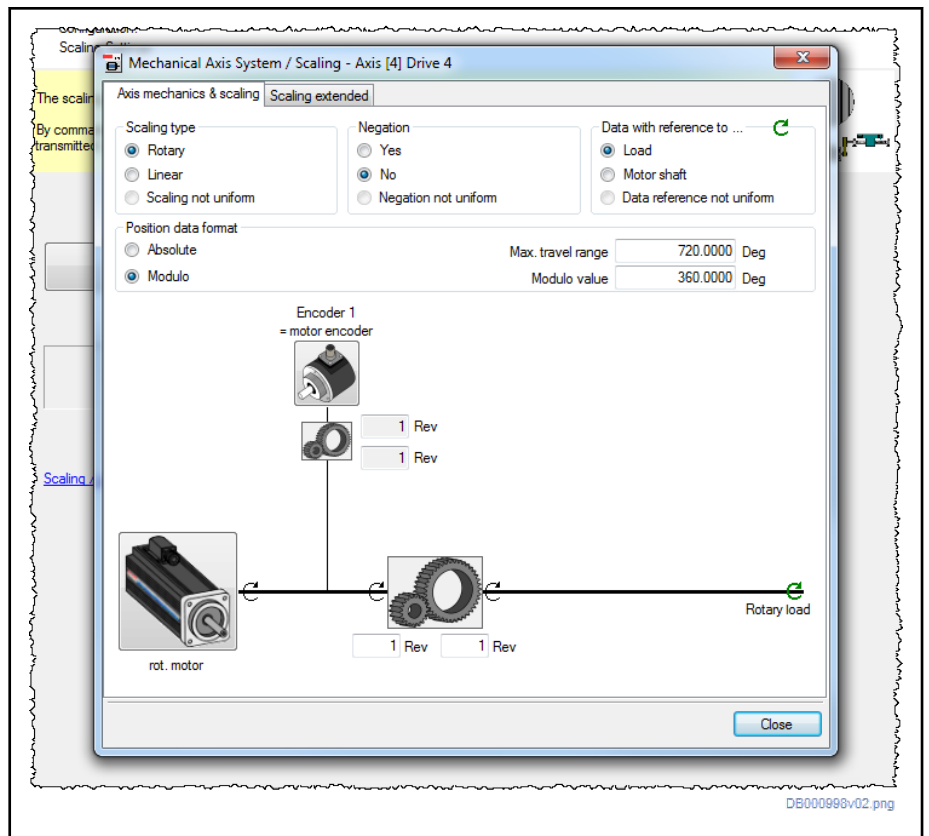 Scaling
Mechanical Axis System / Scaling - Axis [4] Drive 4
Axis mechanics & scaling Scaling extended
The scalin
By comma
transmitted
Scaling type Negation Data with reference to ...
Rotary Yes Load
Linear No Motor shaft
Scaling not uniform Negation not uniform Data reference not uniform
Position data format
Absolute Max. travel range 720.0000 Deg
Modulo Modulo value 360.0000 Deg
Encoder 1
= motor encoder
1 Rev
1 Rev
Scaling /
Rotary load
1 Rev 1 Rev
rot. motor
Close
DB000998v02.png